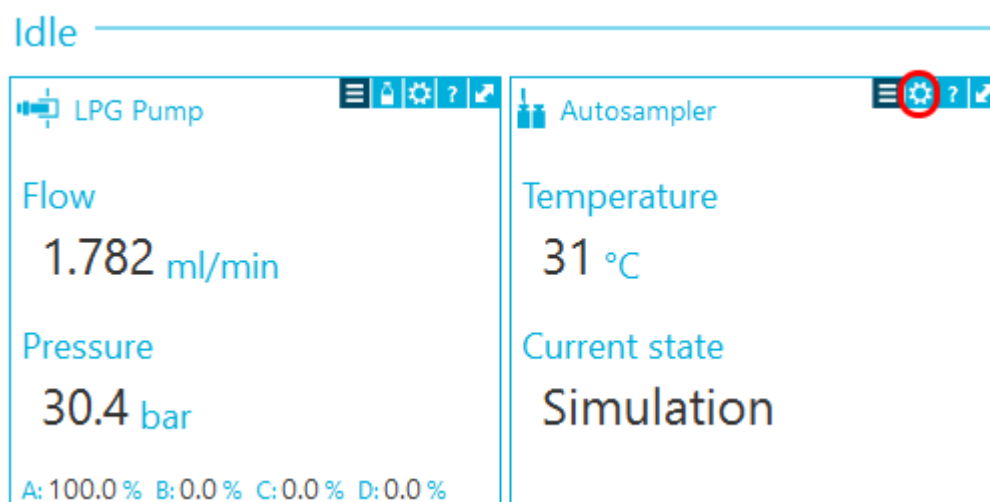 Idle
LPG Pump
?
Flow
1.782 ml/min
Pressure
30.4 bar
A: 100.0 % B: 0.0 % C: 0.0 % D: 0.0 %
Autosampler
?
Temperature
31 °C
Current state
Simulation